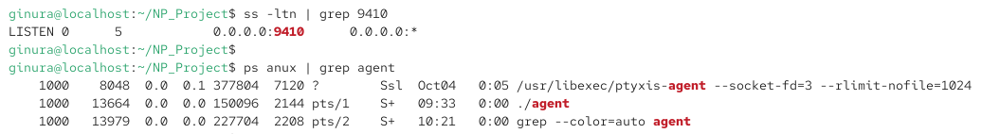 ginura@localhost:~/NP_Project$ ss -ltn | grep 9410
LISTEN 0      5            0.0.0.0:9410      0.0.0.0:*
ginura@localhost:~/NP_Project$
ginura@localhost:~/NP_Project$ ps anux | grep agent
    1000    8048  0.0  0.1 377804  7120 ?        Ssl  Oct04   0:05 /usr/libexec/ptyxis-agent --socket-fd=3 --rlimit-nofile=1024
    1000   13664  0.0  0.0 150096  2144 pts/1    S+   09:33   0:00 ./agent
    1000   13979  0.0  0.0 227704  2208 pts/2    S+   10:21   0:00 grep --color=auto agent